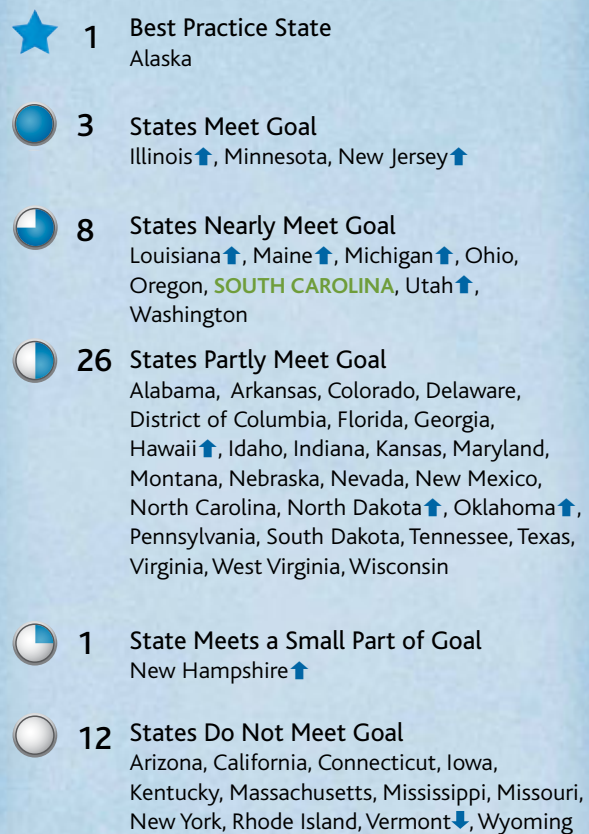 1 Best Practice State
Alaska
3 States Meet Goal
Illinois⬆, Minnesota, New Jersey⬆
8 States Nearly Meet Goal
Louisiana⬆, Maine⬆, Michigan⬆, Ohio,
Oregon, SOUTH CAROLINA, Utah⬆,
Washington
26 States Partly Meet Goal
Alabama, Arkansas, Colorado, Delaware,
District of Columbia, Florida, Georgia,
Hawaii⬆, Idaho, Indiana, Kansas, Maryland,
Montana, Nebraska, Nevada, New Mexico,
North Carolina, North Dakota⬆, Oklahoma⬆,
Pennsylvania, South Dakota, Tennessee, Texas,
Virginia, West Virginia, Wisconsin
1 State Meets a Small Part of Goal
New Hampshire⬆
12 States Do Not Meet Goal
Arizona, California, Connecticut, Iowa,
Kentucky, Massachusetts, Mississippi, Missouri,
New York, Rhode Island, Vermont⬇, Wyoming